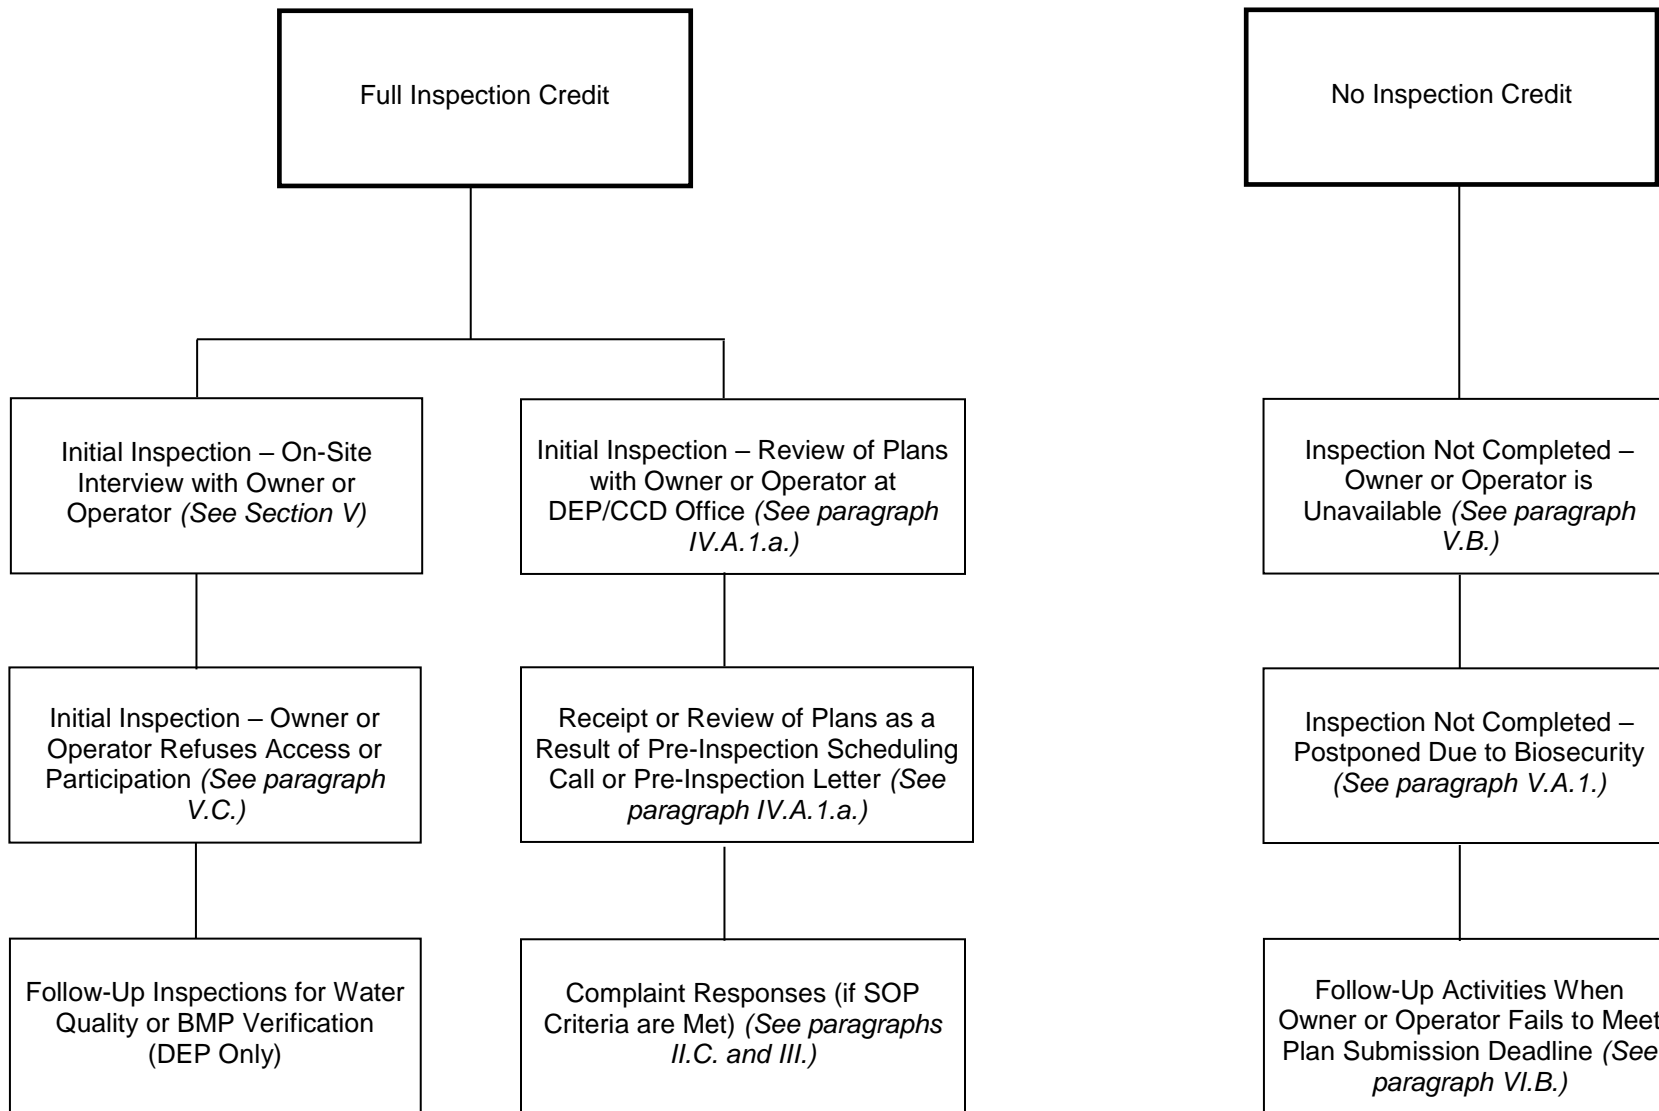 Full Inspection Credit
No Inspection Credit
Initial Inspection – On-Site
Interview with Owner or
Operator (See Section V)
Initial Inspection – Review of Plans
with Owner or Operator at
DEP/CCD Office (See paragraph
IV.A.1.a.)
Inspection Not Completed –
Owner or Operator is
Unavailable (See paragraph
V.B.)
Initial Inspection – Owner or
Operator Refuses Access or
Participation (See paragraph
V.C.)
Receipt or Review of Plans as a
Result of Pre-Inspection Scheduling
Call or Pre-Inspection Letter (See
paragraph IV.A.1.a.)
Inspection Not Completed –
Postponed Due to Biosecurity
(See paragraph V.A.1.)
Follow-Up Inspections for Water
Quality or BMP Verification
(DEP Only)
Complaint Responses (if SOP
Criteria are Met) (See paragraphs
II.C. and III.)
Follow-Up Activities When
Owner or Operator Fails to Meet
Plan Submission Deadline (See
paragraph VI.B.)